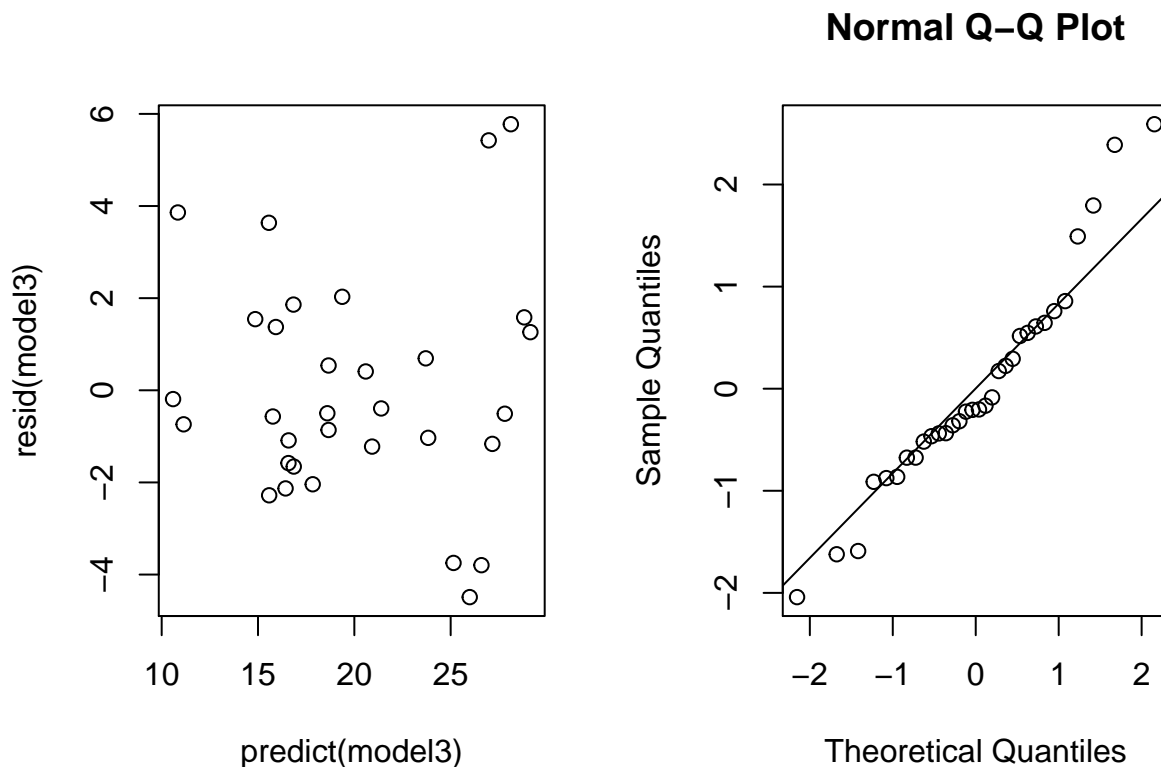 Normal Q−Q Plot
resid(model3)
6
4
2
0
−2
−4
10 15 20 25
predict(model3)
Sample Quantiles
2
1
0
−1
−2
−2 −1 0 1 2
Theoretical Quantiles